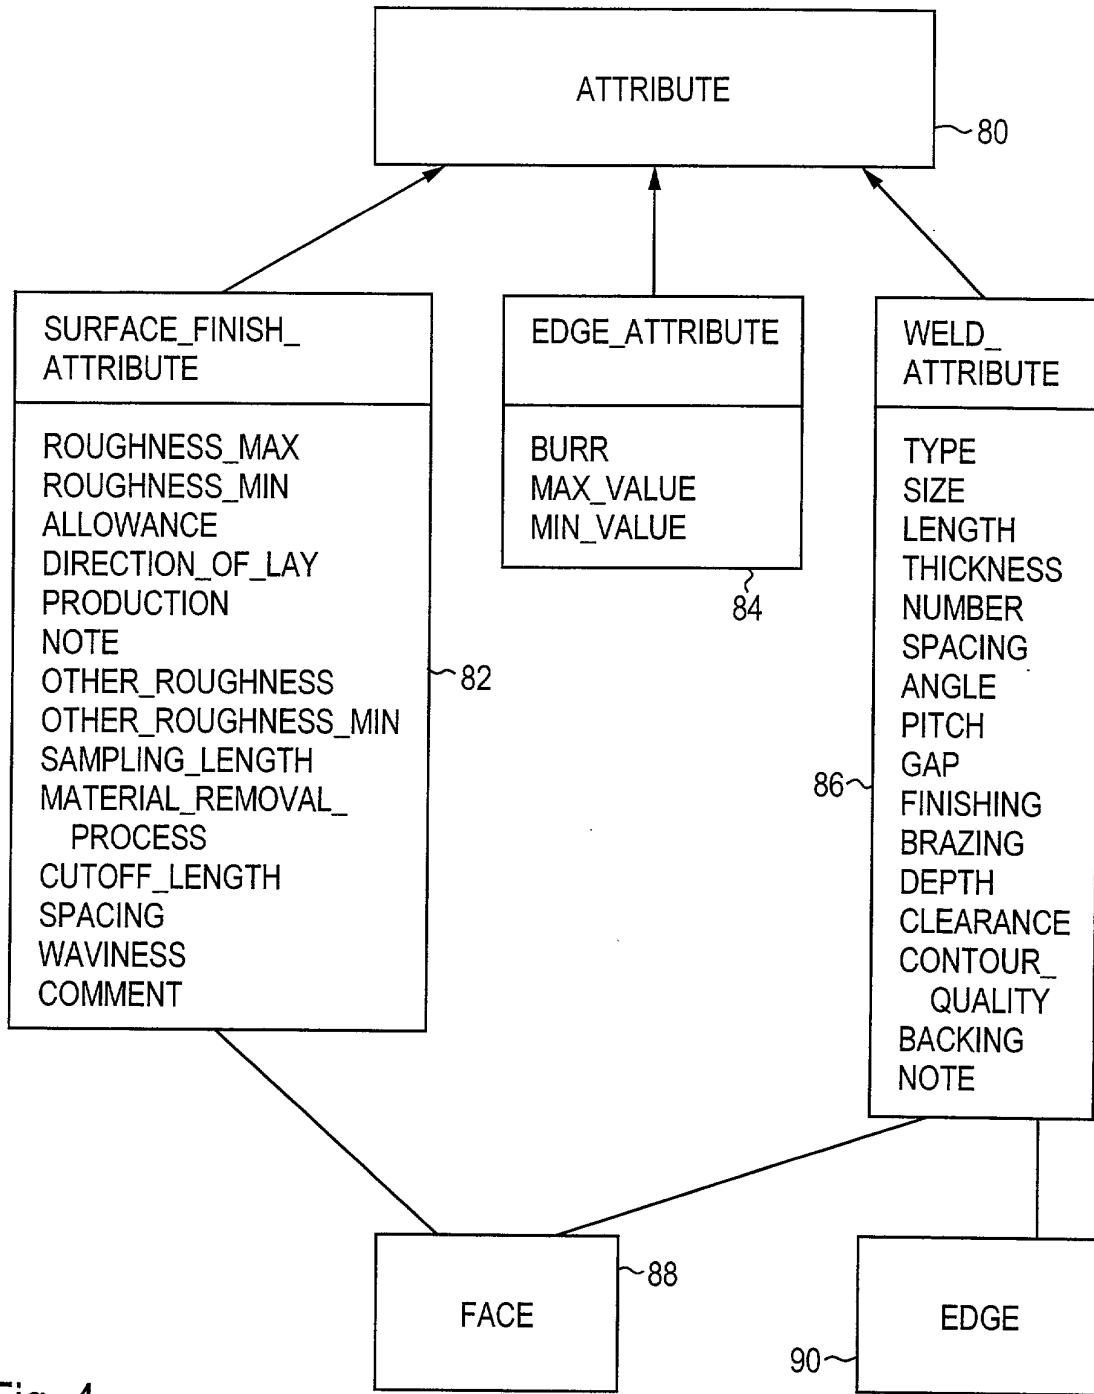 ATTRIBUTE
80
SURFACE_FINISH_
ATTRIBUTE
ROUGHNESS_MAX
ROUGHNESS_MIN
ALLOWANCE
DIRECTION_OF_LAY
PRODUCTION
NOTE
OTHER_ROUGHNESS
OTHER_ROUGHNESS_MIN
SAMPLING_LENGTH
MATERIAL_REMOVAL_
PROCESS
CUTOFF_LENGTH
SPACING
WAVINESS
COMMENT
82
EDGE_ATTRIBUTE
BURR
MAX_VALUE
MIN_VALUE
84
WELD_
ATTRIBUTE
TYPE
SIZE
LENGTH
THICKNESS
NUMBER
SPACING
ANGLE
PITCH
GAP
FINISHING
BRAZING
DEPTH
CLEARANCE
CONTOUR_
QUALITY
BACKING
NOTE
86
FACE
88
EDGE
90
Fig. 4